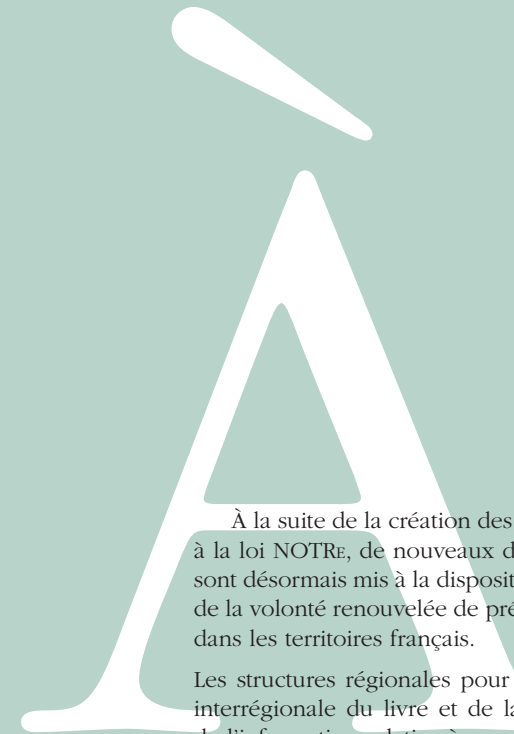 À
À la suite de la création des
à la loi NOTRe, de nouveaux
sont désormais mis à la
de la volonté renouvelée de
dans les territoires français.
Les structures régionales pour
interrégionale du livre et de